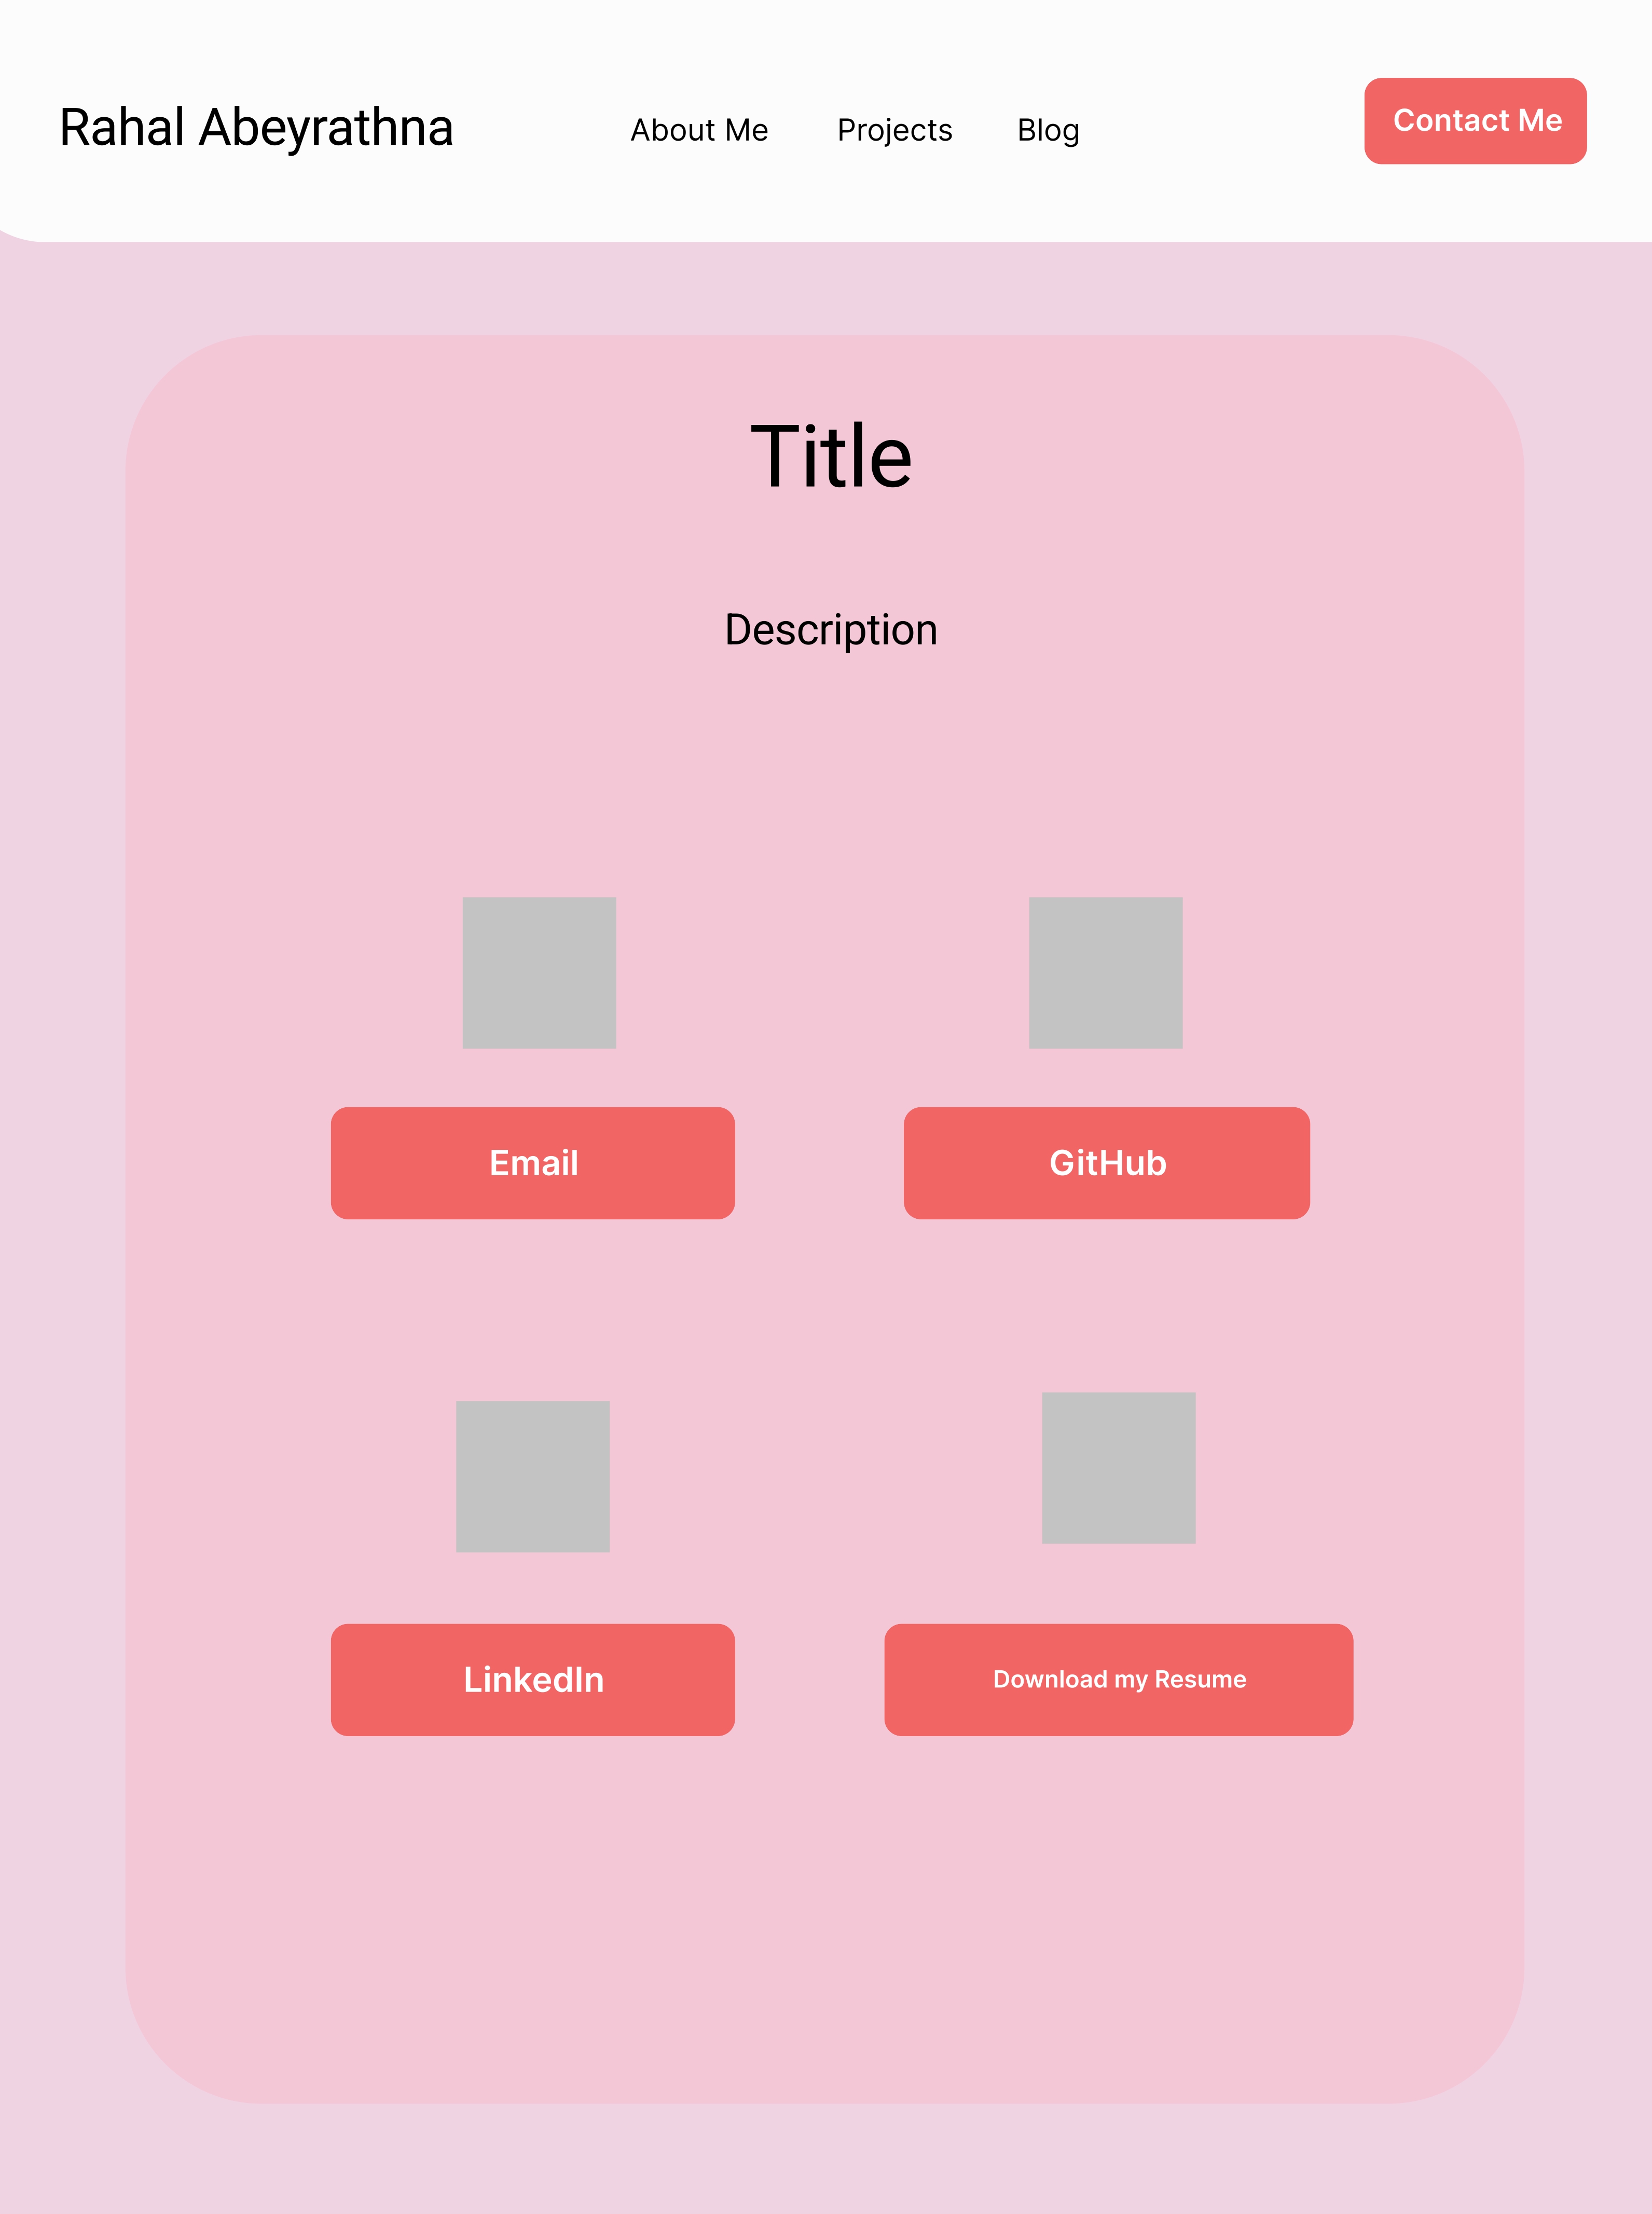 Rahal Abeyrathna
About Me
Projects
Blog
Contact Me
Title
Description
Email
GitHub
LinkedIn
Download my Resume